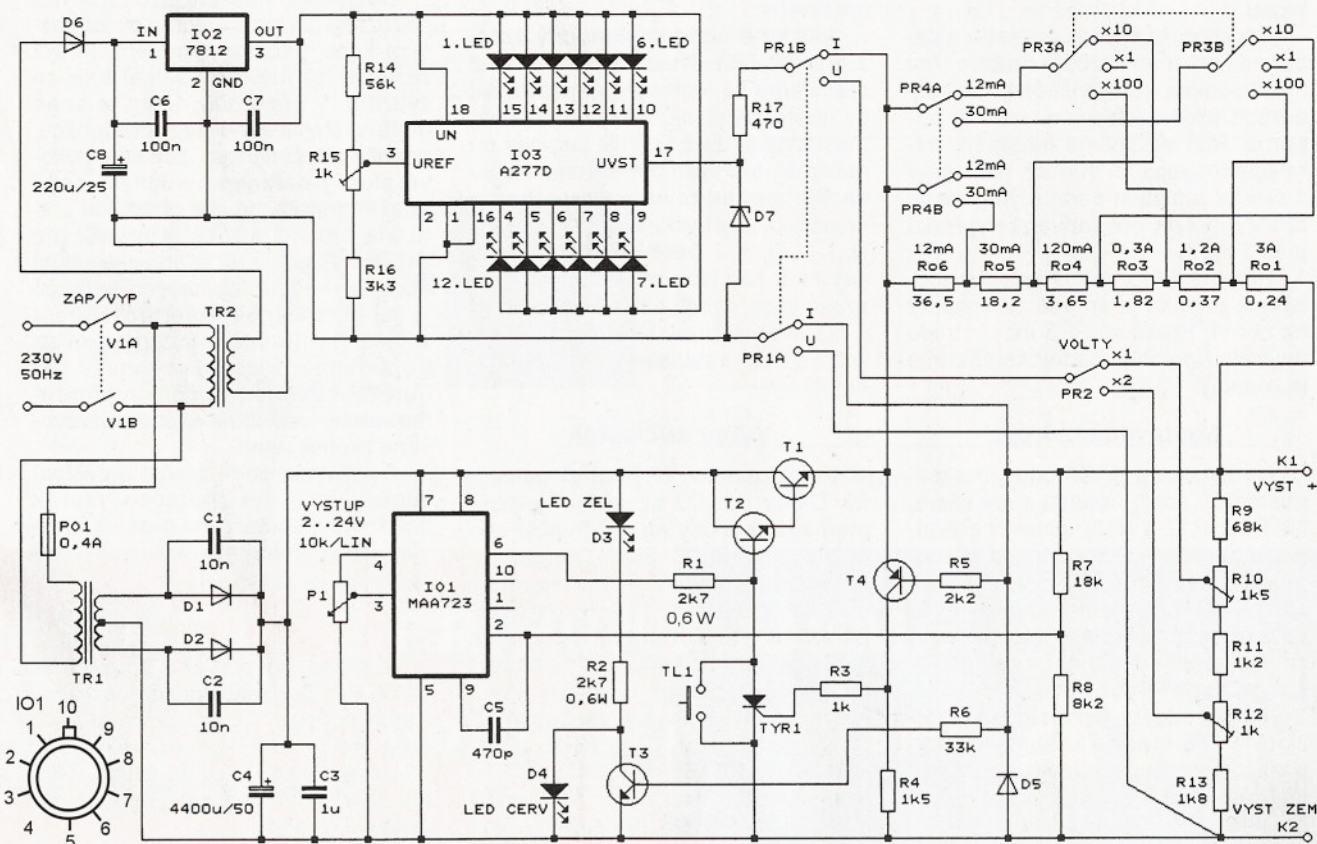 D6
IN
IO2
OUT
1
7812
3
2
GND
C6
100n
C7
100n
C8
+
220u/25
R14
56k
R15
1k
R16
3k3
1.LED
6.LED
18
15
14
13
12
11
10
UN
3
UREF
IO3
A277D
UVST
17
2
1
16
4
5
6
7
8
9
12.LED
7.LED
R17
470
D7
PR1B
I
U
PR1A
I
U
PR4A
12mA
30mA
12mA
30mA
PR4B
PR3A
x10
x1
x100
PR3B
x10
x1
x100
12mA
30mA
120mA
0,3A
1,2A
3A
Ro6
Ro5
Ro4
Ro3
Ro2
Ro1
36,5
18,2
3,65
1,82
0,37
0,24
VOLTY
x1
x2
PR2
ZAP/VYP
V1A
230V
50Hz
V1B
TR2
PO1
0,4A
TR1
C1
10n
D1
D2
C2
10n
C4
+
4400u/50
C3
1u
VYSTUP
2..24V
10k/LIN
P1
7
8
4
3
IO1
MAA723
6
10
1
2
5
9
C5
470p
LED ZEL
D3
R2
2k7
0,6W
D4
LED CERV
T3
R1
2k7
0,6 W
T2
T1
TL1
TYR1
R3
1k
T4
R5
2k2
R6
33k
R4
1k5
D5
R7
18k
R8
8k2
K1
VYST +
R9
68k
R10
1k5
R11
1k2
R12
1k
R13
1k8
VYST ZEM
K2
IO1
10
1
9
2
8
3
7
4
6
5